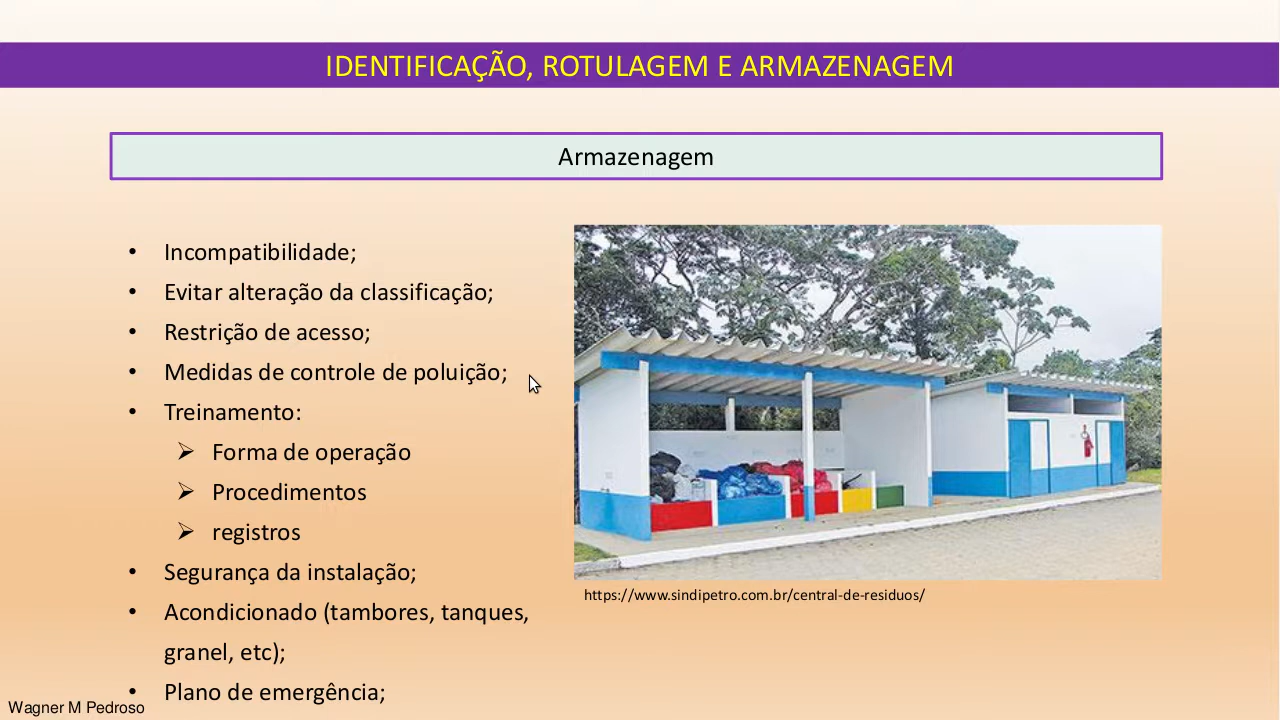 IDENTIFICAÇÃO, ROTULAGEM E ARMAZENAGEM
Armazenagem
• Incompatibilidade;
• Evitar alteração da classificação;
• Restrição de acesso;
• Medidas de controle de poluição;
• Treinamento:
➢ Forma de operação
➢ Procedimentos
➢ registros
• Segurança da instalação;
• Acondicionado (tambores, tanques,
granel, etc);
• Plano de emergência;
https://www.sindipetro.com.br/central-de-residuos/
Wagner M Pedroso